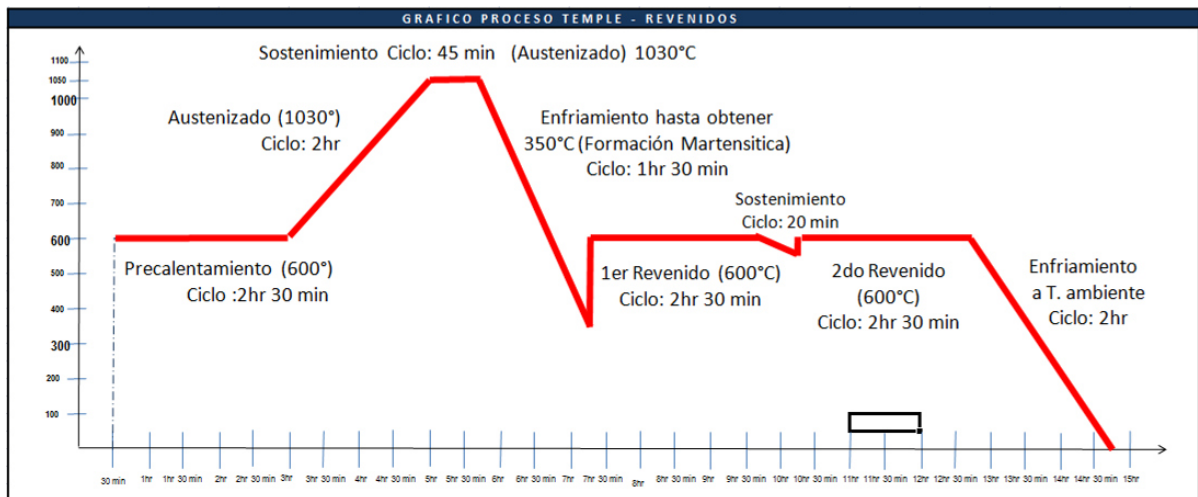 GRAFICO PROCESO TEMPLE - REVENIDOS
Sostenimiento Ciclo: 45 min (Austenizado) 1030°C
1100
1050
1000
900
800
700
600
500
400
300
200
100
Austenizado (1030°)
Ciclo: 2hr
Enfriamiento hasta obtener
350°C (Formación Martensitica)
Ciclo: 1hr 30 min
Sostenimiento
Ciclo: 20 min
Precalentamiento (600°)
Ciclo :2hr 30 min
1er Revenido (600°C)
Ciclo: 2hr 30 min
2do Revenido
(600°C)
Ciclo: 2hr 30 min
Enfriamiento
a T. ambiente
Ciclo: 2hr
30 min 1hr 1hr 30 min 2hr 2hr 30 min 3hr 3hr 30 min 4hr 4hr 30 min 5hr 5hr 30 min 6hr 6hr 30 min 7hr 7hr 30 min 8hr 8hr 30 min 9hr 9hr 30 min 10hr 10hr 30 min 11hr 11hr 30 min 12hr 12hr 30 min 13hr 13hr 30 min 14hr 14hr 30 min 15hr